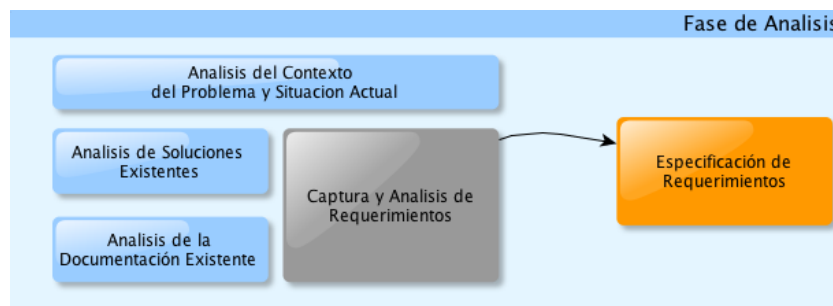 Fase de Analisis
Analisis del Contexto
del Problema y Situacion Actual
Analisis de Soluciones
Existentes
Captura y Analisis de
Requerimientos
Analisis de la
Documentación Existente
Especificación de
Requerimientos